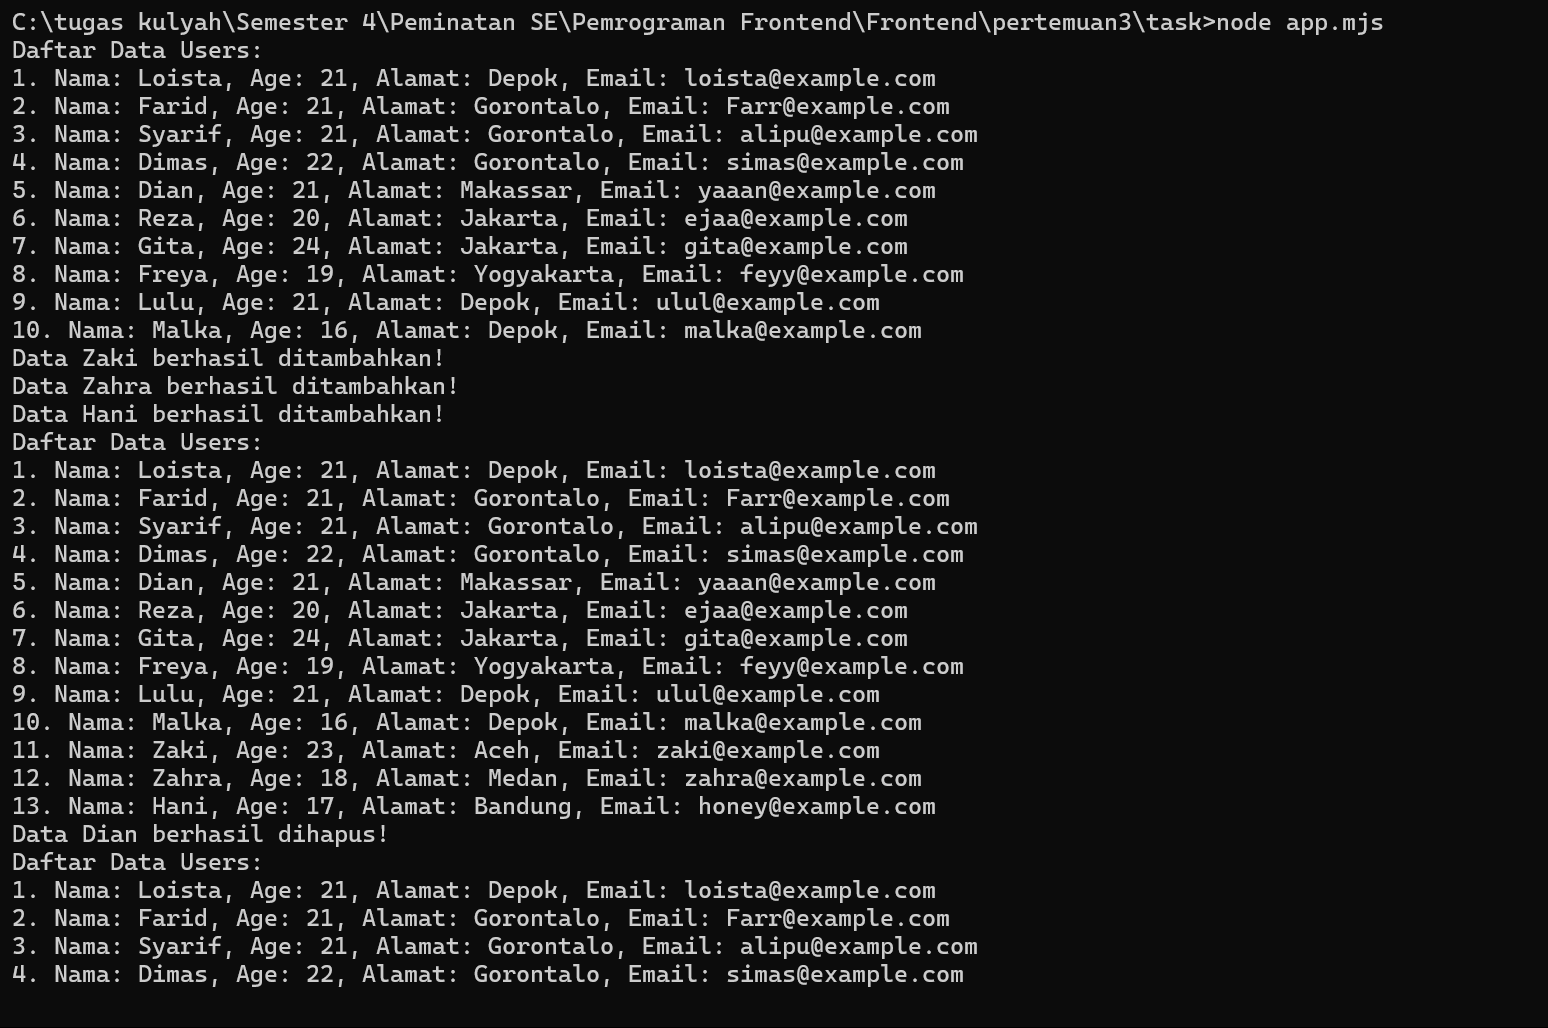 C:\tugas kulyah\Semester 4\Peminatan SE\Pemrograman Frontend\Frontend\pertemuan3\task>node app.mjs
Daftar Data Users:
1. Nama: Loista, Age: 21, Alamat: Depok, Email: loista@example.com
2. Nama: Farid, Age: 21, Alamat: Gorontalo, Email: Farr@example.com
3. Nama: Syarif, Age: 21, Alamat: Gorontalo, Email: alipu@example.com
4. Nama: Dimas, Age: 22, Alamat: Gorontalo, Email: simas@example.com
5. Nama: Dian, Age: 21, Alamat: Makassar, Email: yaaan@example.com
6. Nama: Reza, Age: 20, Alamat: Jakarta, Email: ejaa@example.com
7. Nama: Gita, Age: 24, Alamat: Jakarta, Email: gita@example.com
8. Nama: Freya, Age: 19, Alamat: Yogyakarta, Email: feyy@example.com
9. Nama: Lulu, Age: 21, Alamat: Depok, Email: ulul@example.com
10. Nama: Malka, Age: 16, Alamat: Depok, Email: malka@example.com
Data Zaki berhasil ditambahkan!
Data Zahra berhasil ditambahkan!
Data Hani berhasil ditambahkan!
Daftar Data Users:
1. Nama: Loista, Age: 21, Alamat: Depok, Email: loista@example.com
2. Nama: Farid, Age: 21, Alamat: Gorontalo, Email: Farr@example.com
3. Nama: Syarif, Age: 21, Alamat: Gorontalo, Email: alipu@example.com
4. Nama: Dimas, Age: 22, Alamat: Gorontalo, Email: simas@example.com
5. Nama: Dian, Age: 21, Alamat: Makassar, Email: yaaan@example.com
6. Nama: Reza, Age: 20, Alamat: Jakarta, Email: ejaa@example.com
7. Nama: Gita, Age: 24, Alamat: Jakarta, Email: gita@example.com
8. Nama: Freya, Age: 19, Alamat: Yogyakarta, Email: feyy@example.com
9. Nama: Lulu, Age: 21, Alamat: Depok, Email: ulul@example.com
10. Nama: Malka, Age: 16, Alamat: Depok, Email: malka@example.com
11. Nama: Zaki, Age: 23, Alamat: Aceh, Email: zaki@example.com
12. Nama: Zahra, Age: 18, Alamat: Medan, Email: zahra@example.com
13. Nama: Hani, Age: 17, Alamat: Bandung, Email: honey@example.com
Data Dian berhasil dihapus!
Daftar Data Users:
1. Nama: Loista, Age: 21, Alamat: Depok, Email: loista@example.com
2. Nama: Farid, Age: 21, Alamat: Gorontalo, Email: Farr@example.com
3. Nama: Syarif, Age: 21, Alamat: Gorontalo, Email: alipu@example.com
4. Nama: Dimas, Age: 22, Alamat: Gorontalo, Email: simas@example.com